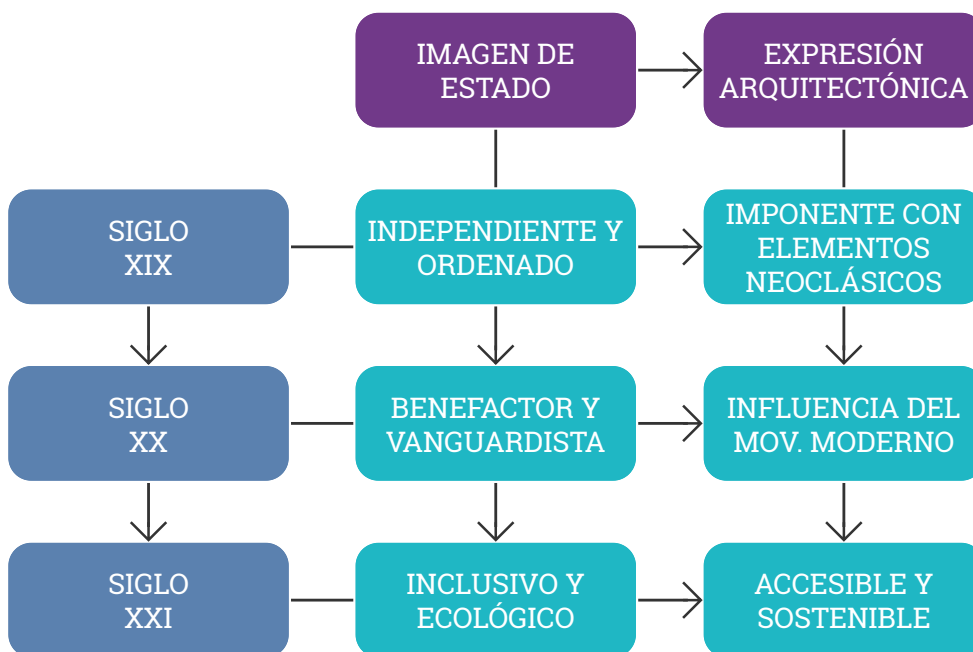 IMAGEN DE
ESTADO
EXPRESIÓN
ARQUITECTÓNICA
SIGLO
XIX
INDEPENDIENTE Y
ORDENADO
IMPONENTE CON
ELEMENTOS
NEOCLÁSICOS
SIGLO
XX
BENEFACTOR Y
VANGUARDISTA
INFLUENCIA DEL
MOV. MODERNO
SIGLO
XXI
INCLUSIVO Y
ECOLÓGICO
ACCESIBLE Y
SOSTENIBLE